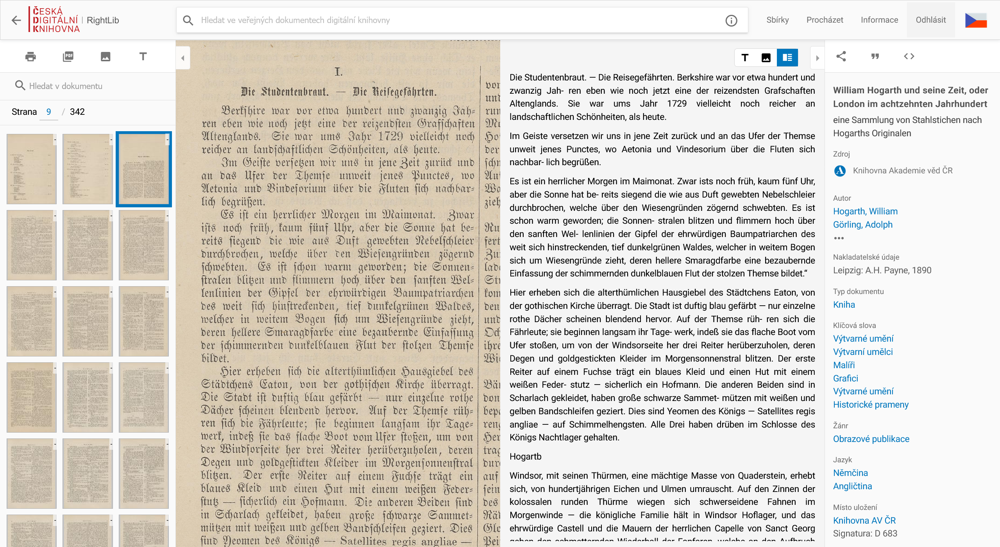 ČESKÁ
DIGITÁLNÍ
KNIHOVNA
RightLib
Hledat ve veřejných dokumentech digitální knihovny
Sbírky
Procházet
Informace
Odhlásit
PDF
T
Hledat v dokumentu
Strana 9 / 342
I.
Die Studentenbraut. — Die Reisegefährten.
Berkshire war vor etwa hundert und zwanzig Jah-
ren eben wie noch jetzt eine der reizendsten Grafschaften
Altenglands. Sie war ums Jahr 1729 vielleicht noch
reicher an landschaftlichen Schönheiten, als heute.
Im Geiste versetzen wir uns in jene Zeit zurück und
an das Ufer der Themse unweit jenes Punctes, wo
Aetonia und Vindesorium über die Fluten sich nachbar-
lich begrüßen.
Es ist ein herrlicher Morgen im Maimonat. Zwar
ists noch früh, kaum fünf Uhr, aber die Sonne hat be-
reits siegend die wie aus Duft gewebten Nebelschleier
durchbrochen, welche über den Wiesengründen zögernd
schwebten. Es ist schon warm geworden; die Sonnen-
stralen blitzen und flimmern hoch über den sanften Wel-
lenlinien der Gipfel der ehrwürdigen Baumpatriarchen
des weit sich hinstreckenden, tief dunkelgrünen Waldes,
welcher in weitem Bogen sich um Wiesengründe zieht,
deren hellere Smaragdfarbe eine bezaubernde Einfassung
der schimmernden dunkelblauen Flut der stolzen Themse
bildet.
Hier erheben sich die alterthümlichen Hausgiebel des
Städtchens Eaton, von der gothischen Kirche überragt.
Die Stadt ist duftig blau gefärbt — nur einzelne rothe
Dächer scheinen blendend hervor. Auf der Themse rüh-
ren sich die Fährleute; sie beginnen langsam ihr Tage-
werk, indeß sie das flache Boot vom Ufer stoßen, um von
der Windsorseite her drei Reiter herüberzuholen, deren
Degen und goldgestickten Kleider im Morgensonnenstral
blitzen. Der erste Reiter auf einem Fuchse trägt ein
blaues Kleid und einen Hut mit einem weißen Feder-
stutz — sicherlich ein Hofmann. Die anderen Beiden sind
in Scharlach gekleidet, haben große schwarze Sammet-
mützen mit weißen und gelben Bandschleifen geziert. Dies
sind Yeomen des Königs — Satellites regis angliae —
T
Die Studentenbraut. — Die Reisegefährten. Berkshire war vor etwa hundert und
zwanzig Jah- ren eben wie noch jetzt eine der reizendsten Grafschaften
Altenglands. Sie war ums Jahr 1729 vielleicht noch reicher an
landschaftlichen Schönheiten, als heute.
Im Geiste versetzen wir uns in jene Zeit zurück und an das Ufer der Themse
unweit jenes Punctes, wo Aetonia und Vindesorium über die Fluten sich
nachbar- lich begrüßen.
Es ist ein herrlicher Morgen im Maimonat. Zwar ists noch früh, kaum fünf Uhr,
aber die Sonne hat be- reits siegend die wie aus Duft gewebten Nebelschleier
durchbrochen, welche über den Wiesengründen zögernd schwebten. Es ist
schon warm geworden; die Sonnen- stralen blitzen und flimmern hoch über
den sanften Wel- lenlinien der Gipfel der ehrwürdigen Baumpatriarchen des
weit sich hinstreckenden, tief dunkelgrünen Waldes, welcher in weitem Bogen
sich um Wiesengründe zieht, deren hellere Smaragdfarbe eine bezaubernde
Einfassung der schimmernden dunkelblauen Flut der stolzen Themse bildet.“
Hier erheben sich die alterthümlichen Hausgiebel des Städtchens Eaton, von
der gothischen Kirche überragt. Die Stadt ist duftig blau gefärbt — nur einzelne
rothe Dächer scheinen blendend hervor. Auf der Themse rüh- ren sich die
Fährleute; sie beginnen langsam ihr Tage- werk, indeß sie das flache Boot vom
Ufer stoßen, um von der Windsorseite her drei Reiter herüberzuholen, deren
Degen und goldgestickten Kleider im Morgensonnenstral blitzen. Der erste
Reiter auf einem Fuchse trägt ein blaues Kleid und einen Hut mit einem
weißen Feder- stutz — sicherlich ein Hofmann. Die anderen Beiden sind in
Scharlach gekleidet, haben große schwarze Sammet- mützen mit weißen und
gelben Bandschleifen geziert. Dies sind Yeomen des Königs — Satellites regis
angliae — auf Schimmelhengsten. Alle Drei haben drüben im Schlosse des
Königs Nachtlager gehalten.
Hogartb
Windsor, mit seinen Thürmen, eine mächtige Masse von Quaderstein, erhebt
sich, von hundertjährigen Eichen und Ulmen umrauscht. Auf den Zinnen der
kolossalen runden Thürme wiegen sich schwerseidene Fahnen im
Morgenwinde — die königliche Familie hält in Windsor Hoflager, und das
ehrwürdige Castell und die Mauern der herrlichen Capelle von Sanct Georg
geben den schmetternden Wiederhall der Fanfaren, welche an den Aufbruch
William Hogarth und seine Zeit, oder
London im achtzehnten Jahrhundert
eine Sammlung von Stahlstichen nach
Hogarths Originalen
Zdroj
Knihovna Akademie věd ČR
Autor
Hogarth, William
Görling, Adolph
Nakladatelské údaje
Leipzig: A.H. Payne, 1890
Typ dokumentu
Kniha
Klíčová slova
Výtvarné umění
Výtvarní umělci
Malíři
Grafici
Výtvarné umění
Historické prameny
Žánr
Obrazové publikace
Jazyk
Němčina
Angličtina
Místo uložení
Knihovna AV ČR
Signatura: D 683